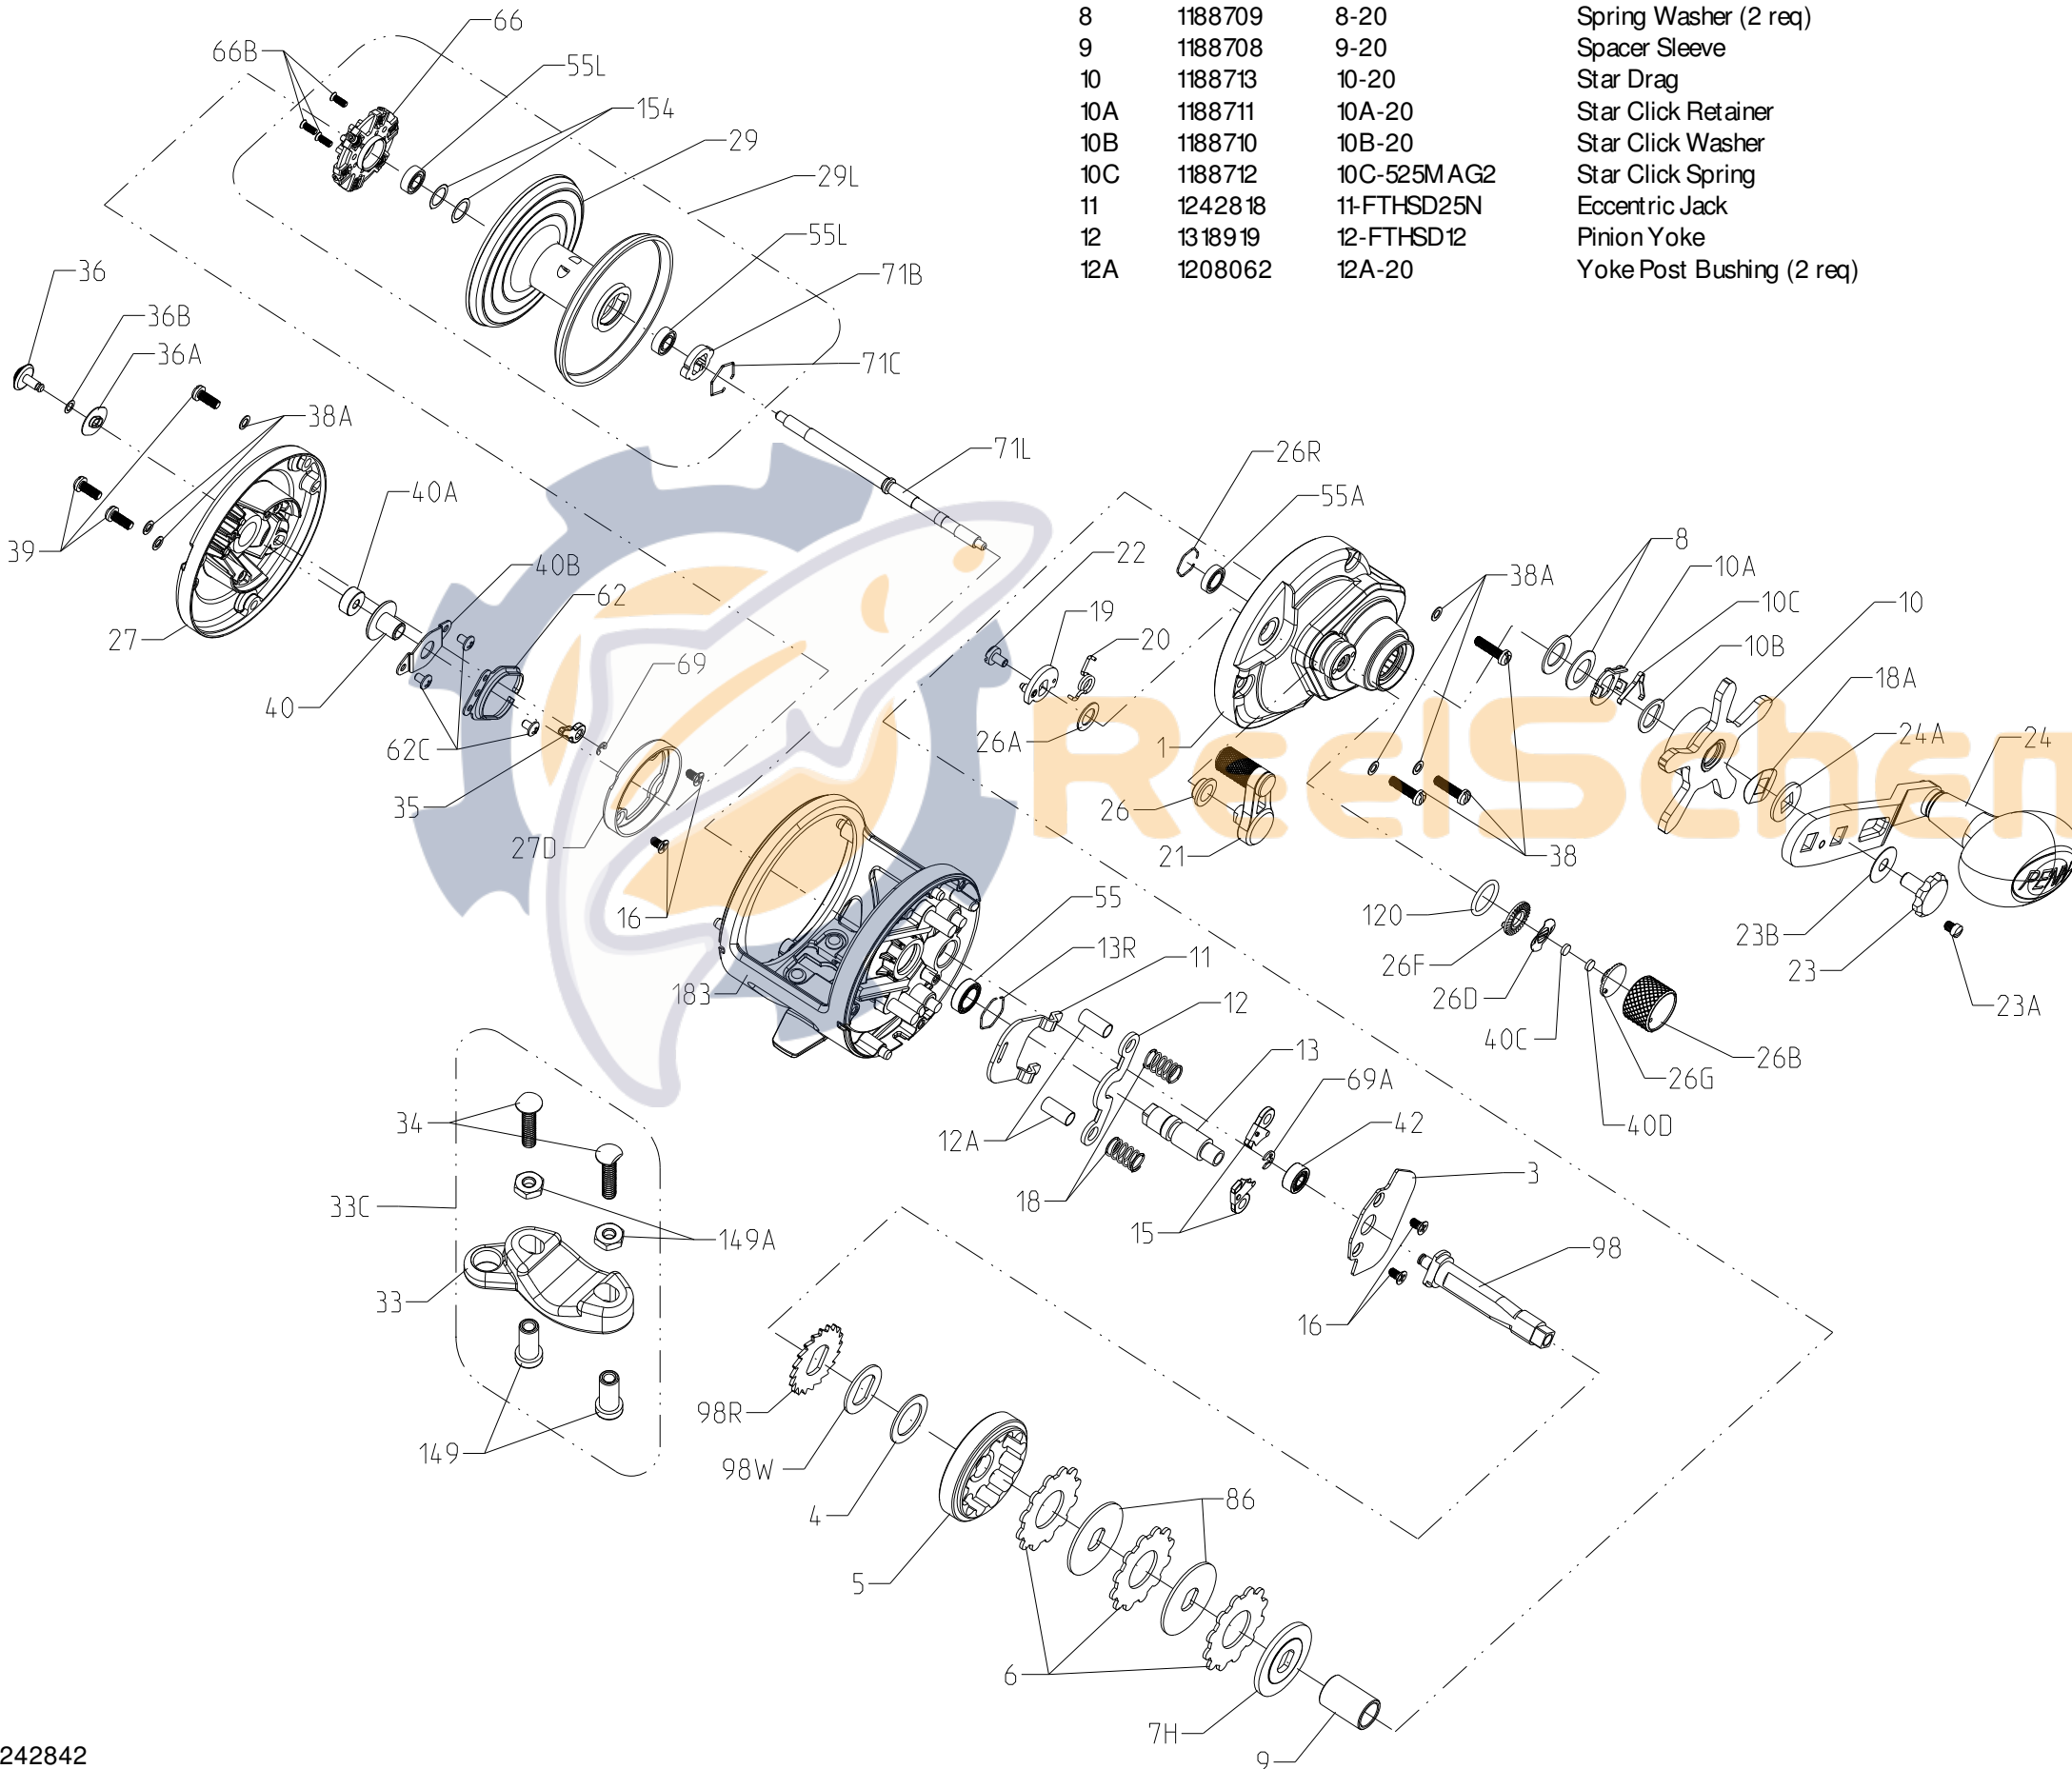 8 1188709 8-20 Spring Washer (2 req)
9 1188708 9-20 Spacer Sleeve
10 1188713 10-20 Star Drag
10A 1188711 10A-20 Star Click Retainer
10B 1188710 10B-20 Star Click Washer
10C 1188712 10C-525MAG2 Star Click Spring
11 1242818 11-FTHSD25N Eccentric Jack
12 1318919 12-FTHSD12 Pinion Yoke
12A 1208062 12A-20 Yoke Post Bushing (2 req)
66
66B
55L
154
29
29L
55L
71B
71C
36
36B
36A
38A
71L
26R
40A
55A
39
22
8
38A
10A
40B
10C
10
62
19
27
20
10B
69
18A
40
24A
24
62C
26A
1
35
26
27D
21
38
16
55
120
23B
13R
11
26F
23
183
26D
12
23A
40C
26B
13
26G
69A
34
12A
42
40D
3
18
33C
15
149A
98
33
16
98R
149
98W
86
4
5
6
7H
9
242842
ReelSchem
PENN